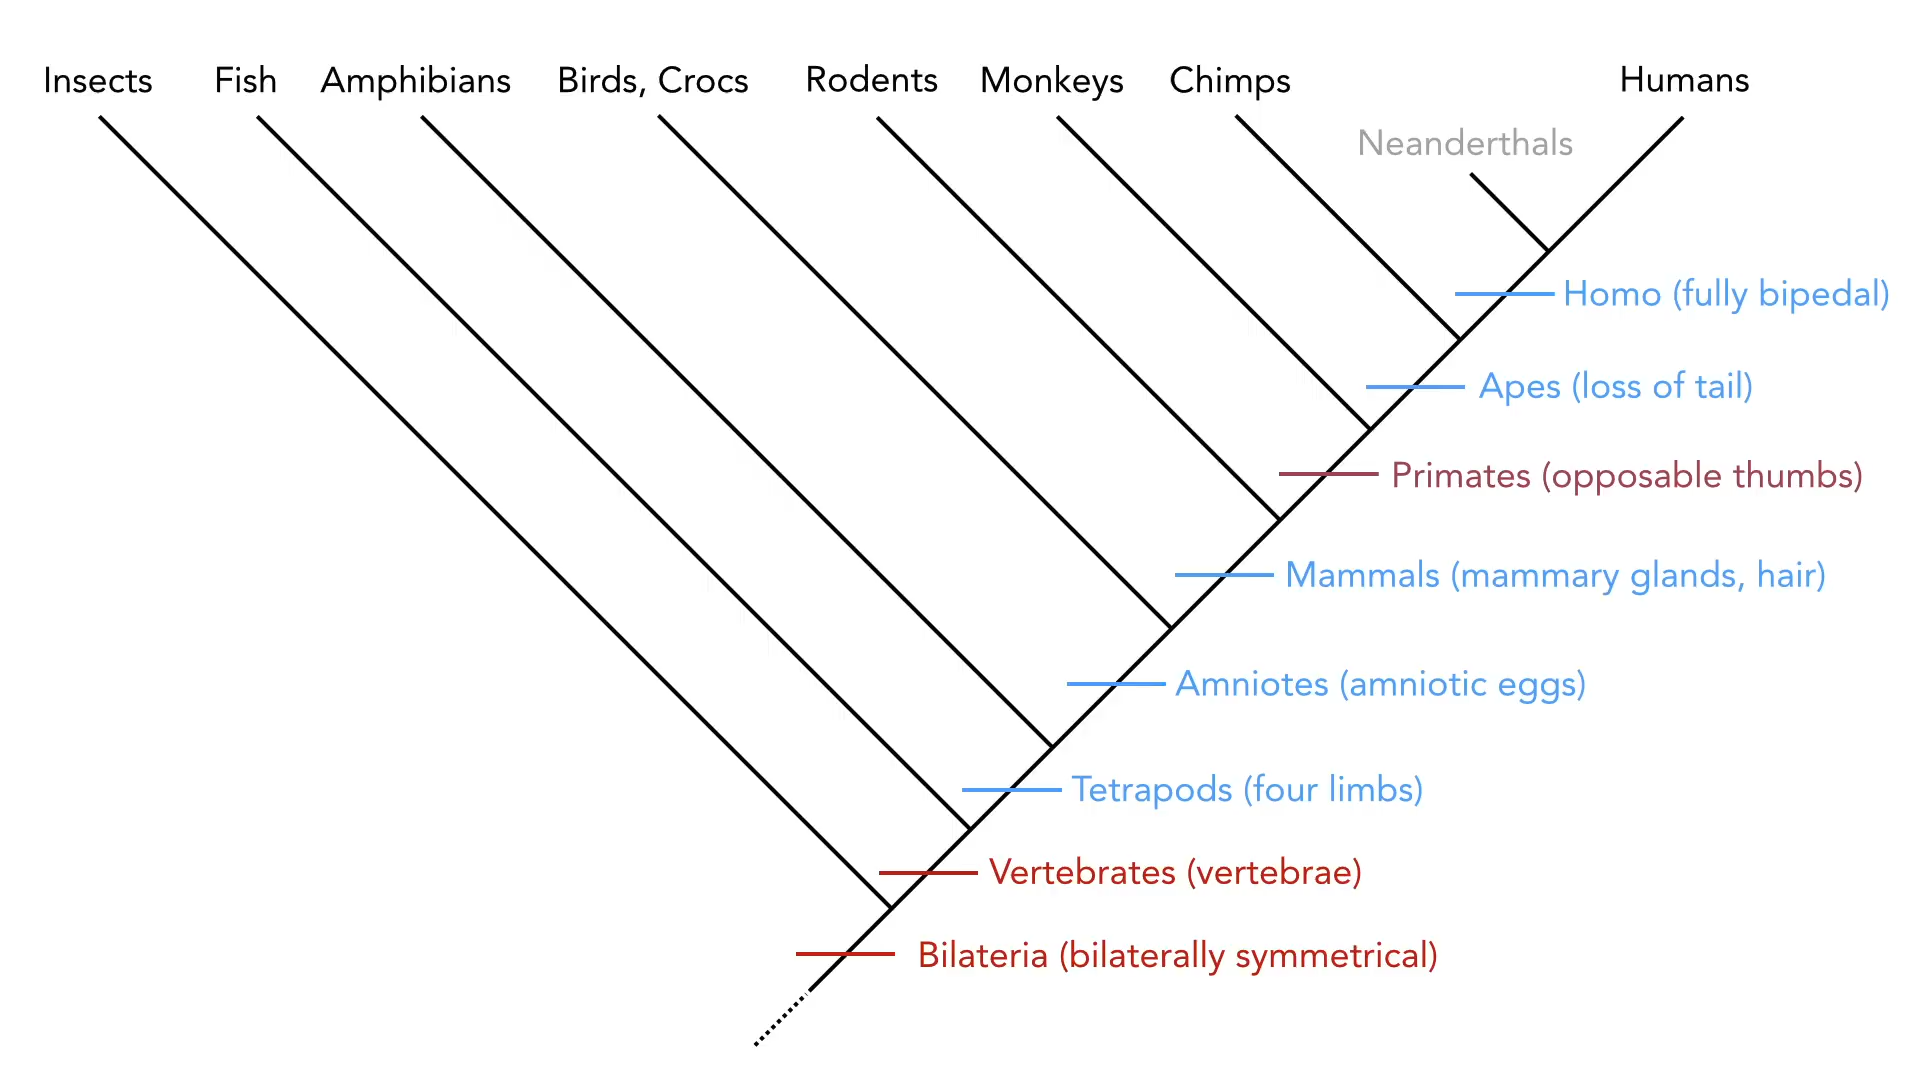 Insects
Fish
Amphibians
Birds, Crocs
Rodents
Monkeys
Chimps
Humans
Neanderthals
Homo (fully bipedal)
Apes (loss of tail)
Primates (opposable thumbs)
Mammals (mammary glands, hair)
Amniotes (amniotic eggs)
Tetrapods (four limbs)
Vertebrates (vertebrae)
Bilateria (bilaterally symmetrical)